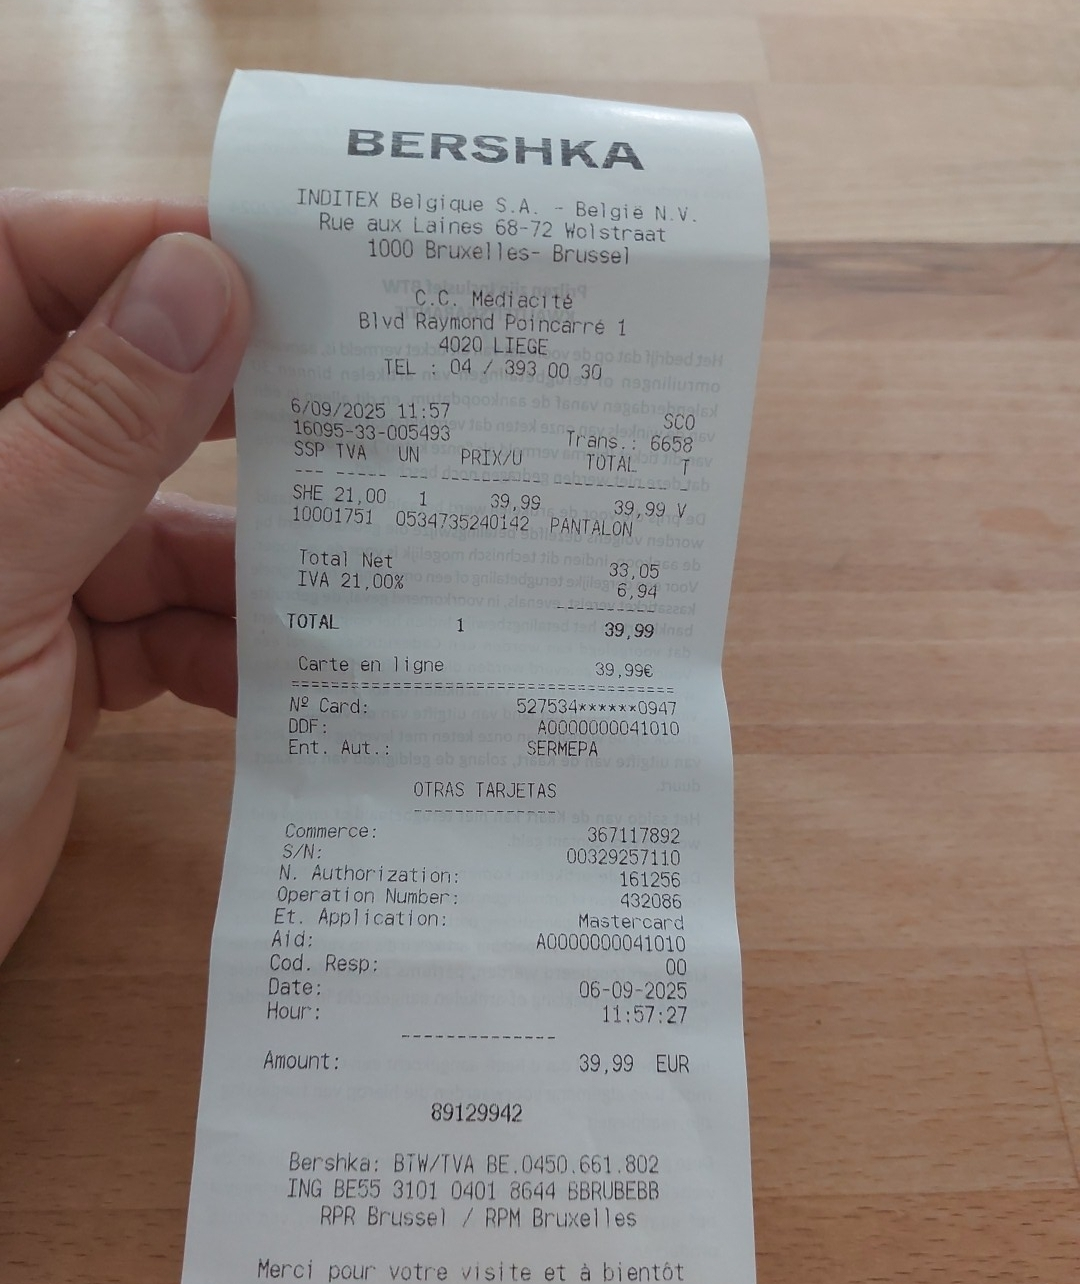 BERSHKA
INDITEX Belgique S.A. - België N.V.
Rue aux Laines 68-72 Wolstraat
1000 Bruxelles- Brussel
C.C. Médiacité
Blvd Raymond Poincarré 1
4020 LIEGE
TEL : 04 / 393 00 30
6/09/2025 11:57 SCO
16095-33-005493 Trans.: 6658
SSP TVA UN PRIX/U TOTAL T
--- ----- --- ---------- ---------- -
SHE 21,00 1 39,99 39,99 V
10001751 0534735240142 PANTALON
Total Net 33,05
IVA 21,00% 6,94
-----------
TOTAL 1 39,99
Carte en ligne 39,99€
========================================
Nº Card: 527534******0947
DDF: A0000000041010
Ent. Aut.: SERMEPA
OTRAS TARJETAS
--------------
Commerce: 367117892
S/N: 00329257110
N. Authorization: 161256
Operation Number: 432086
Et. Application: Mastercard
Aid: A0000000041010
Cod. Resp: 00
Date: 06-09-2025
Hour: 11:57:27
--------------
Amount: 39,99 EUR
89129942
Bershka: BTW/TVA BE.0450.661.802
ING BE55 3101 0401 8644 BBRUBEBB
RPR Brussel / RPM Bruxelles
Merci pour votre visite et à bientôt